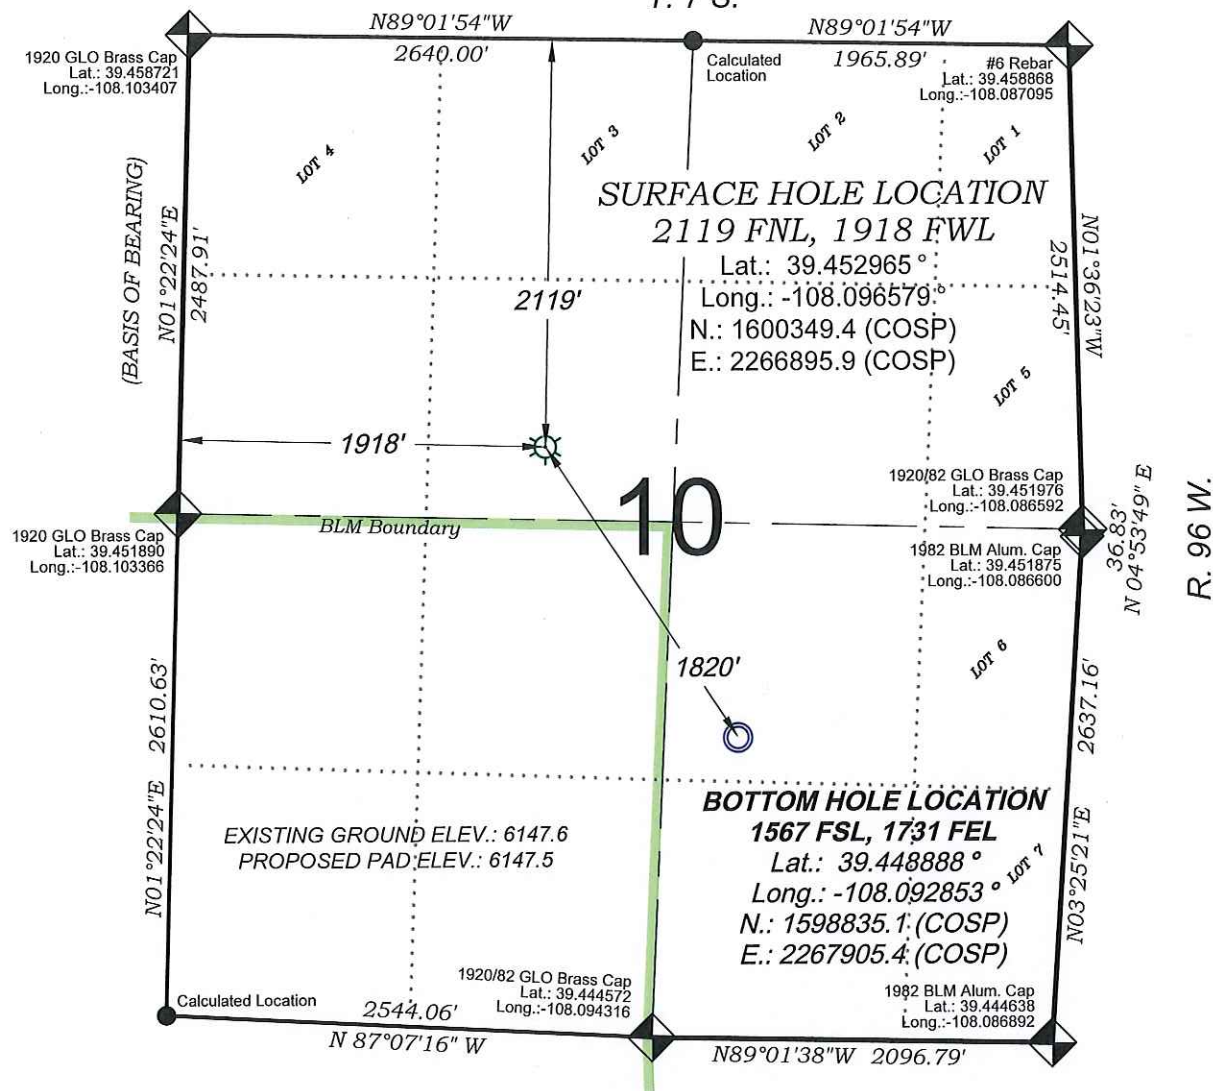 T. 7 S.
N89°01'54"W
2640.00'
N89°01'54"W
1965.89'
1920 GLO Brass Cap
Lat.: 39.458721
Long.:-108.103407
Calculated
Location
#6 Rebar
Lat.: 39.458868
Long.:-108.087095
LOT 4
LOT 3
LOT 2
LOT 1
SURFACE HOLE LOCATION
2119 FNL, 1918 FWL
Lat.: 39.452965°
Long.: -108.096579°
N.: 1600349.4 (COSP)
E.: 2266895.9 (COSP)
(BASIS OF BEARING)
N01°22'24"E
2487.91'
2119'
N01°36'23"W
2514.45'
LOT 5
1918'
10
1920/82 GLO Brass Cap
Lat.: 39.451976
Long.:-108.086592
BLM Boundary
1920 GLO Brass Cap
Lat.: 39.451890
Long.:-108.103366
1982 BLM Alum. Cap
Lat.: 39.451875
Long.:-108.086600
36.83'
N 04°53'49" E
R. 96 W.
1820'
LOT 6
2610.63'
N01°22'24"E
2637.16'
N03°25'21"E
EXISTING GROUND ELEV.: 6147.6
PROPOSED PAD ELEV.: 6147.5
BOTTOM HOLE LOCATION
1567 FSL, 1731 FEL
Lat.: 39.448888°
Long.: -108.092853°
N.: 1598835.1 (COSP)
E.: 2267905.4 (COSP)
LOT 7
Calculated Location
2544.06'
N 87°07'16" W
1920/82 GLO Brass Cap
Lat.: 39.444572
Long.:-108.094316
1982 BLM Alum. Cap
Lat.: 39.444638
Long.:-108.086892
N89°01'38"W 2096.79'